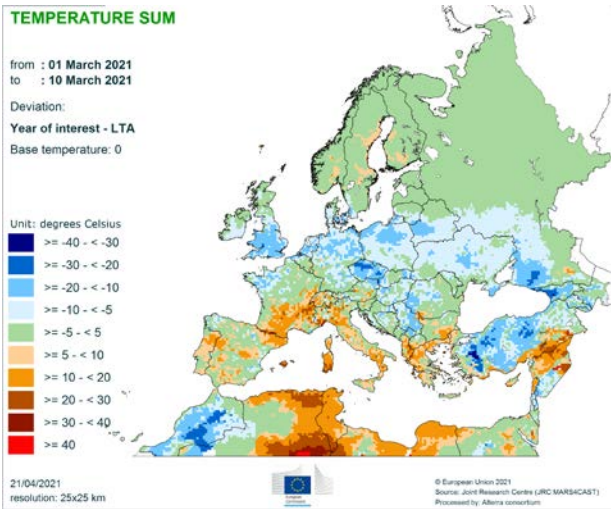 TEMPERATURE SUM
from : 01 March 2021
to : 10 March 2021
Deviation:
Year of interest - LTA
Base temperature: 0
Unit: degrees Celsius
>= -40 - < -30
>= -30 - < -20
>= -20 - < -10
>= -10 - < -5
>= -5 - < 5
>= 5 - < 10
>= 10 - < 20
>= 20 - < 30
>= 30 - < 40
>= 40
21/04/2021
resolution: 25x25 km
European
Commission
© European Union 2021
Source: Joint Research Centre (JRC MARS4CAST)
Processed by: Alterra consortium